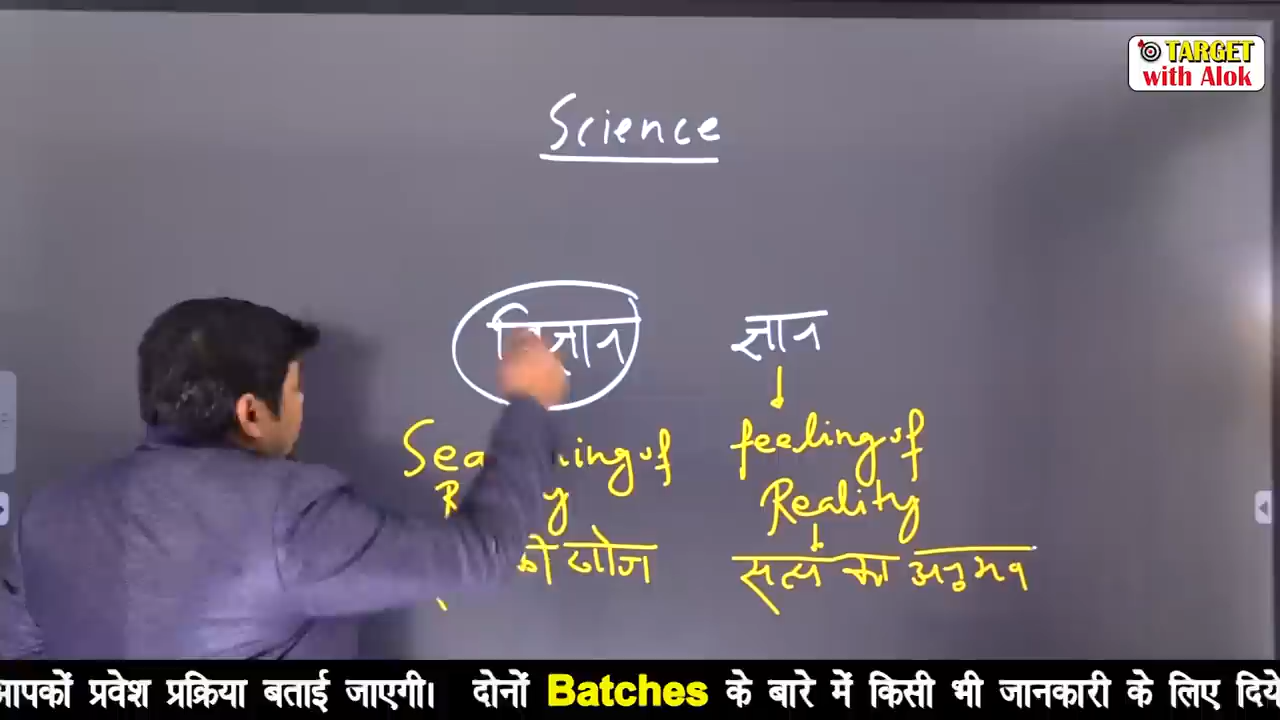 TARGET
with Alok
Science
विज्ञान ज्ञान
feeling of
Reality
की खोज सत्य का अनुभव
आपकों प्रवेश प्रक्रिया बताई जाएगी। दोनों Batches के बारे में किसी भी जानकारी के लिए दिये